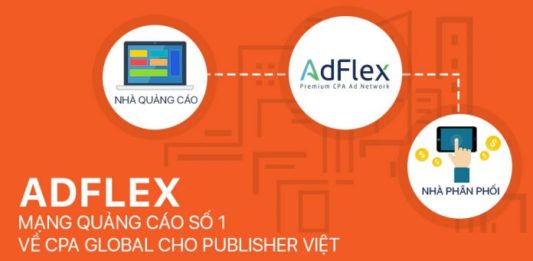 NHÀ QUẢNG CÁO
AdFlex
Premium CPA Ad Network
NHÀ PHÂN PHỐI
ADFLEX
MẠNG QUẢNG CÁO SỐ 1
VỀ CPA GLOBAL CHO PUBLISHER VIỆT